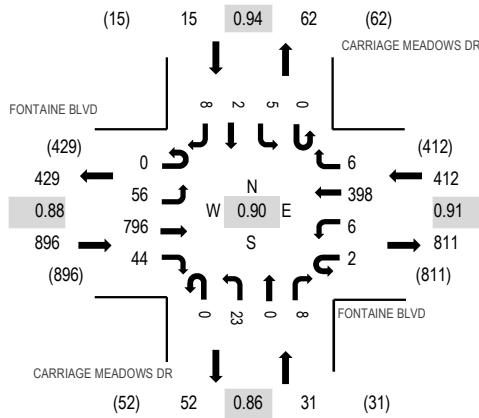 (15) 15 0.94 62 (62)
CARRIAGE MEADOWS DR
FONTAINE BLVD
8 2 5 0
(429) 0 6 (412)
429 56 N 398 412
0.88 796 W 0.90 E 6 0.91
896 44 S 2 811
(896) (811)
0 23 0 8
FONTAINE BLVD
CARRIAGE MEADOWS DR
(52) 52 0.86 31 (31)